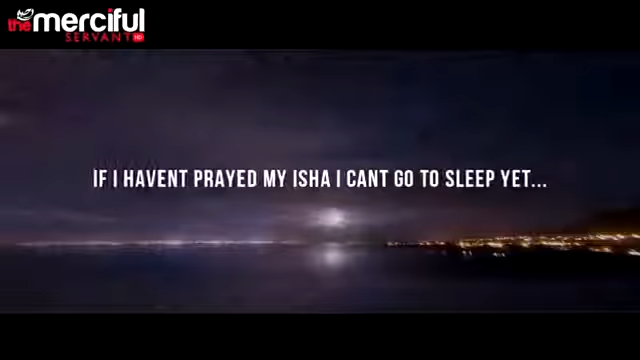 the merciful
SERVANT HD
IF I HAVENT PRAYED MY ISHA I CANT GO TO SLEEP YET...